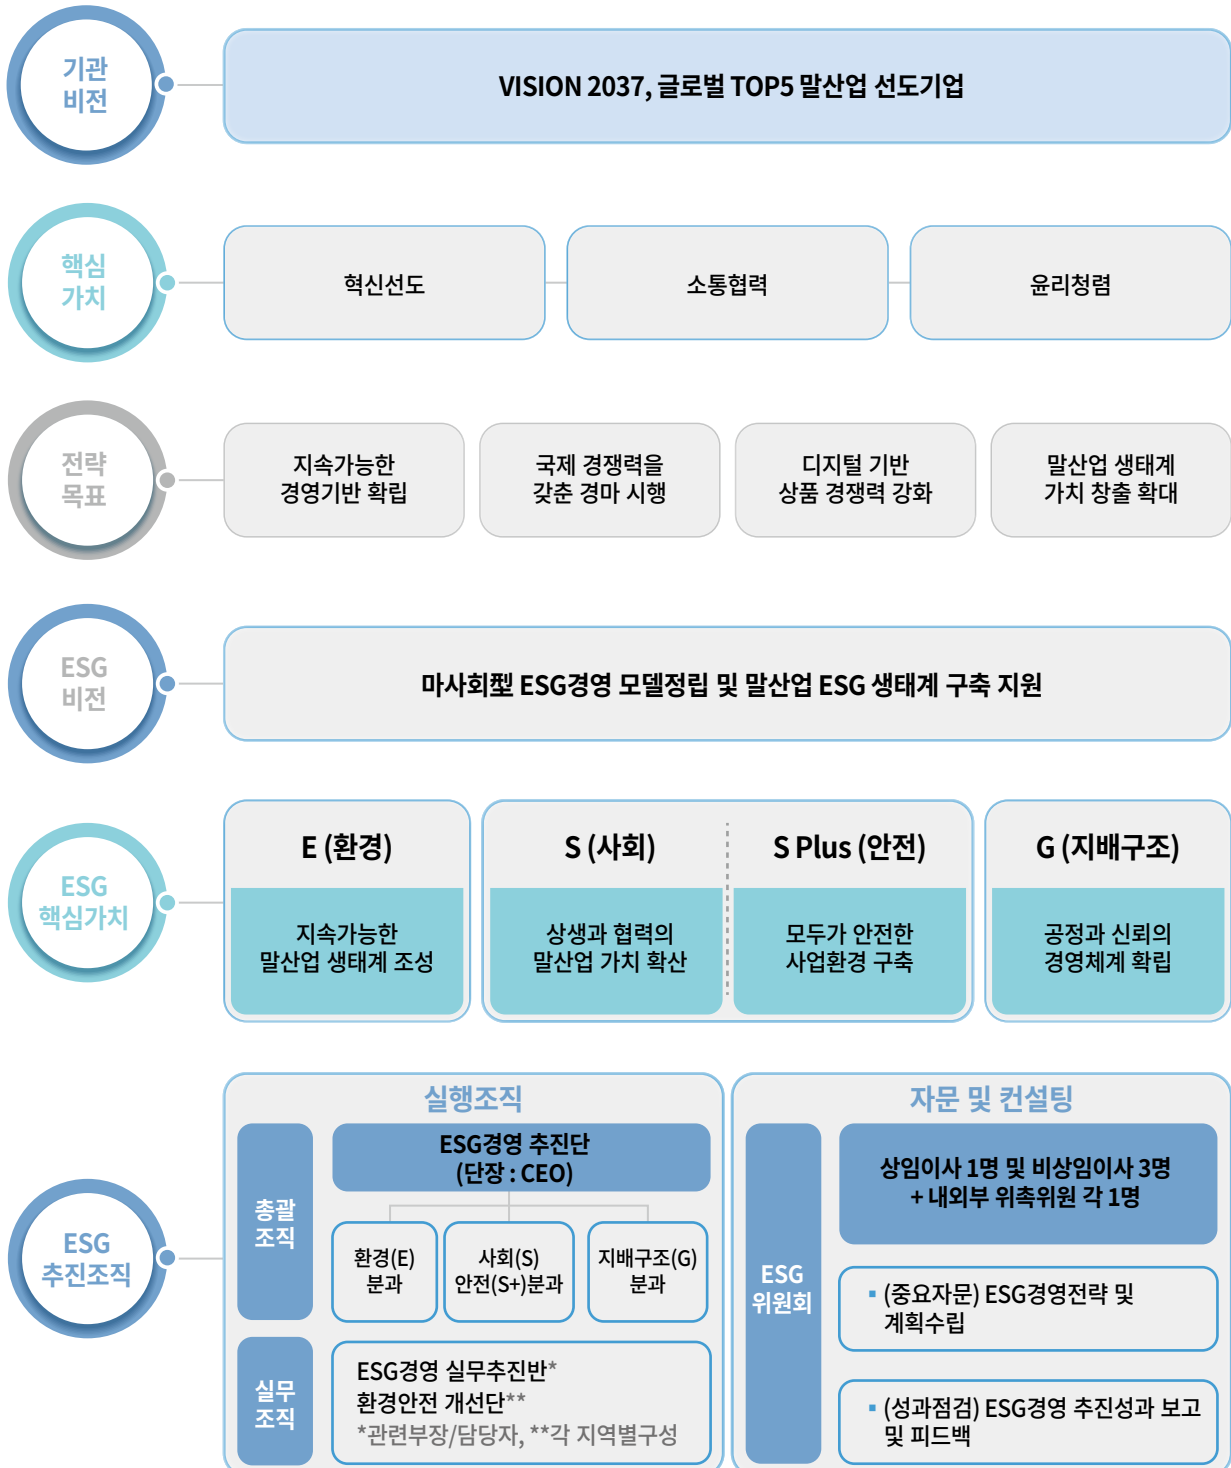 기관
비전
VISION 2037, 글로벌 TOP5 말산업 선도기업
핵심
가치
혁신선도
소통협력
윤리청렴
전략
목표
지속가능한
경영기반 확립
국제 경쟁력을
갖춘 경마 시행
디지털 기반
상품 경쟁력 강화
말산업 생태계
가치 창출 확대
ESG
비전
마사회型 ESG경영 모델정립 및 말산업 ESG 생태계 구축 지원
ESG
핵심가치
E (환경)
지속가능한
말산업 생태계 조성
S (사회)
상생과 협력의
말산업 가치 확산
S Plus (안전)
모두가 안전한
사업환경 구축
G (지배구조)
공정과 신뢰의
경영체계 확립
ESG
추진조직
실행조직
총괄
조직
ESG경영 추진단
(단장 : CEO)
환경(E)
분과
사회(S)
안전(S+)분과
지배구조(G)
분과
실무
조직
ESG경영 실무추진반*
환경안전 개선단**
*관련부장/담당자, **각 지역별구성
자문 및 컨설팅
ESG
위원회
상임이사 1명 및 비상임이사 3명
+ 내외부 위촉위원 각 1명
▪ (중요자문) ESG경영전략 및
계획수립
▪ (성과점검) ESG경영 추진성과 보고
및 피드백